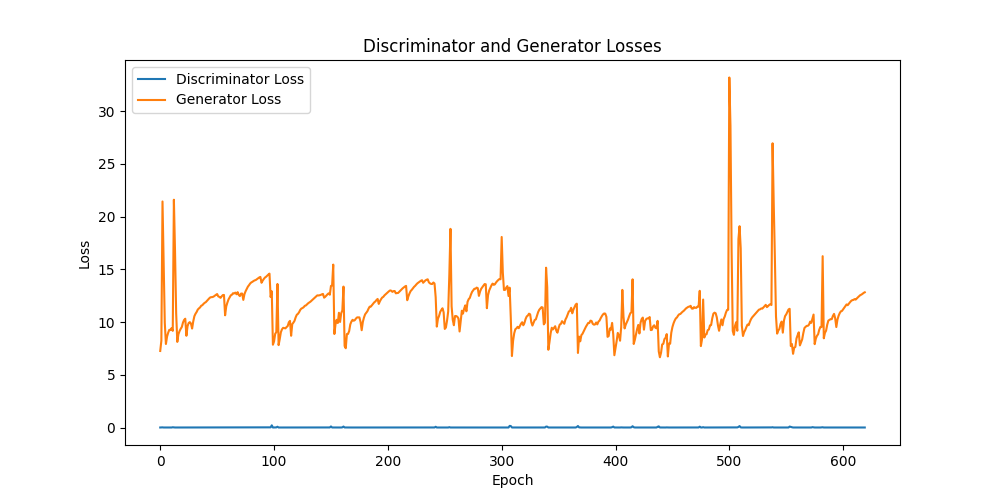 Discriminator and Generator Losses
Discriminator Loss
Generator Loss
30
25
20
15
10
5
0
Loss
0 100 200 300 400 500 600
Epoch